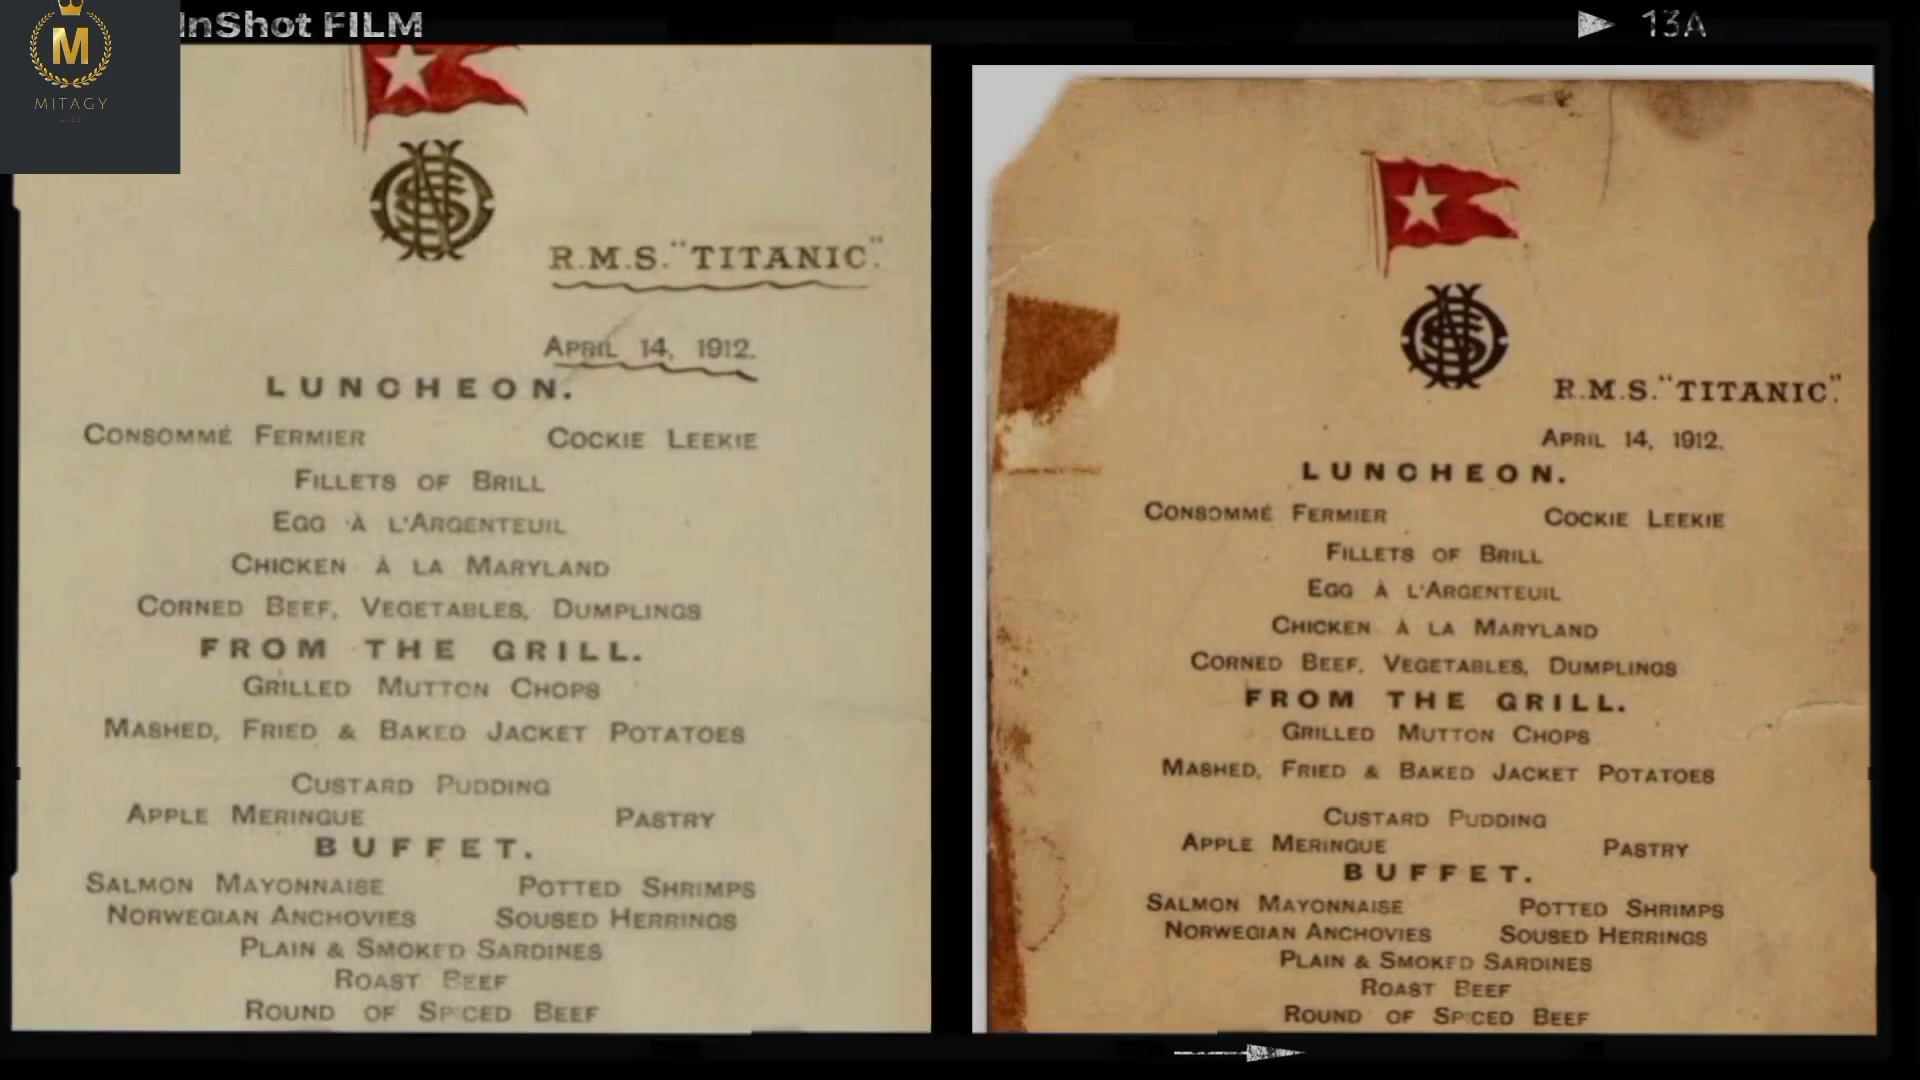 InShot FILM
13A
M
MITAGY
R.M.S. "TITANIC".
APRIL 14, 1912.
LUNCHEON.
CONSOMMÉ FERMIER COCKIE LEEKIE
FILLETS OF BRILL
EGG À L'ARGENTEUIL
CHICKEN À LA MARYLAND
CORNED BEEF, VEGETABLES, DUMPLINGS
FROM THE GRILL.
GRILLED MUTTON CHOPS
MASHED, FRIED & BAKED JACKET POTATOES
CUSTARD PUDDING
APPLE MERINGUE PASTRY
BUFFET.
SALMON MAYONNAISE POTTED SHRIMPS
NORWEGIAN ANCHOVIES SOUSED HERRINGS
PLAIN & SMOKED SARDINES
ROAST BEEF
ROUND OF SPICED BEEF
R.M.S. "TITANIC".
APRIL 14, 1912.
LUNCHEON.
CONSOMMÉ FERMIER COCKIE LEEKIE
FILLETS OF BRILL
EGG À L'ARGENTEUIL
CHICKEN À LA MARYLAND
CORNED BEEF, VEGETABLES, DUMPLINGS
FROM THE GRILL.
GRILLED MUTTON CHOPS
MASHED, FRIED & BAKED JACKET POTATOES
CUSTARD PUDDING
APPLE MERINGUE PASTRY
BUFFET.
SALMON MAYONNAISE POTTED SHRIMPS
NORWEGIAN ANCHOVIES SOUSED HERRINGS
PLAIN & SMOKED SARDINES
ROAST BEEF
ROUND OF SPICED BEEF